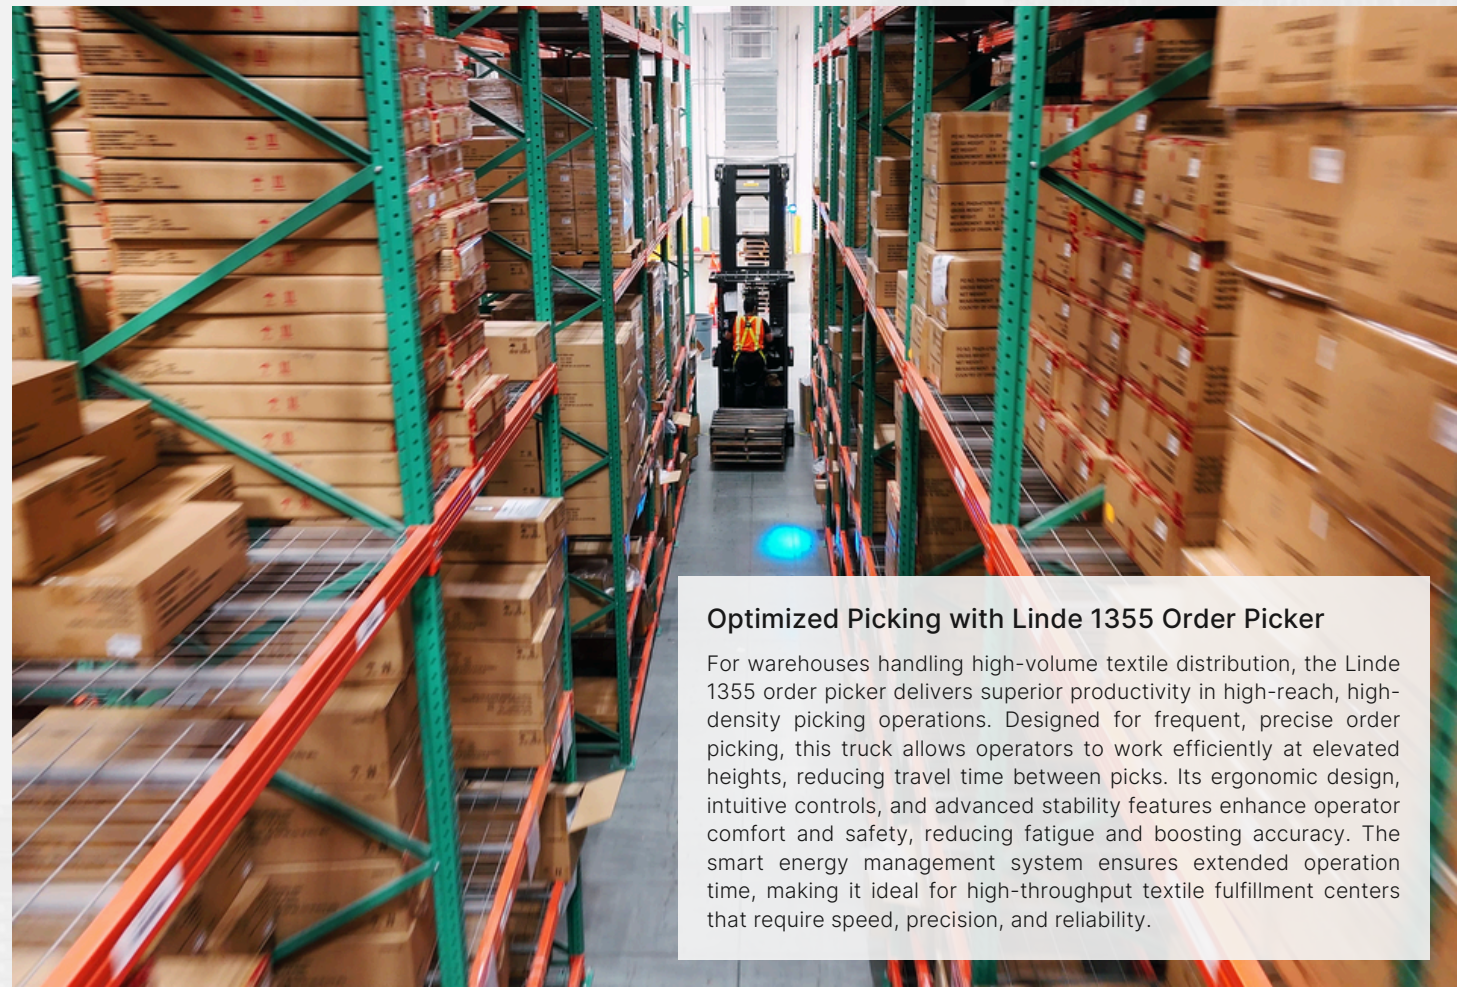 Optimized Picking with Linde 1355 Order Picker
For warehouses handling high-volume textile distribution, the Linde
1355 order picker delivers superior productivity in high-reach, high-
density picking operations. Designed for frequent, precise order
picking, this truck allows operators to work efficiently at elevated
heights, reducing travel time between picks. Its ergonomic design,
intuitive controls, and advanced stability features enhance operator
comfort and safety, reducing fatigue and boosting accuracy. The
smart energy management system ensures extended operation
time, making it ideal for high-throughput textile fulfillment centers
that require speed, precision, and reliability.